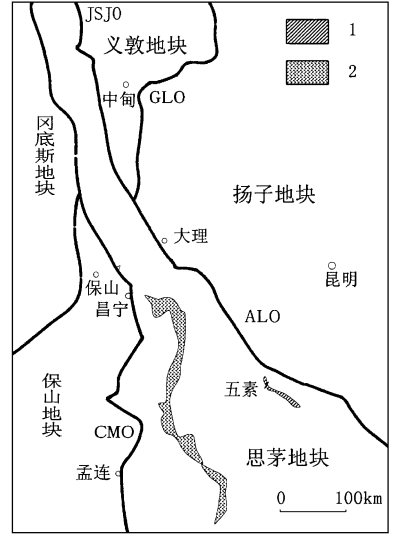 JSJO
1
义敦地块
2
中甸
GLO
冈底斯地块
扬子地块
大理
昆明
保山
昌宁
ALO
保山地块
五素
CMO
思茅地块
孟连
0
100km